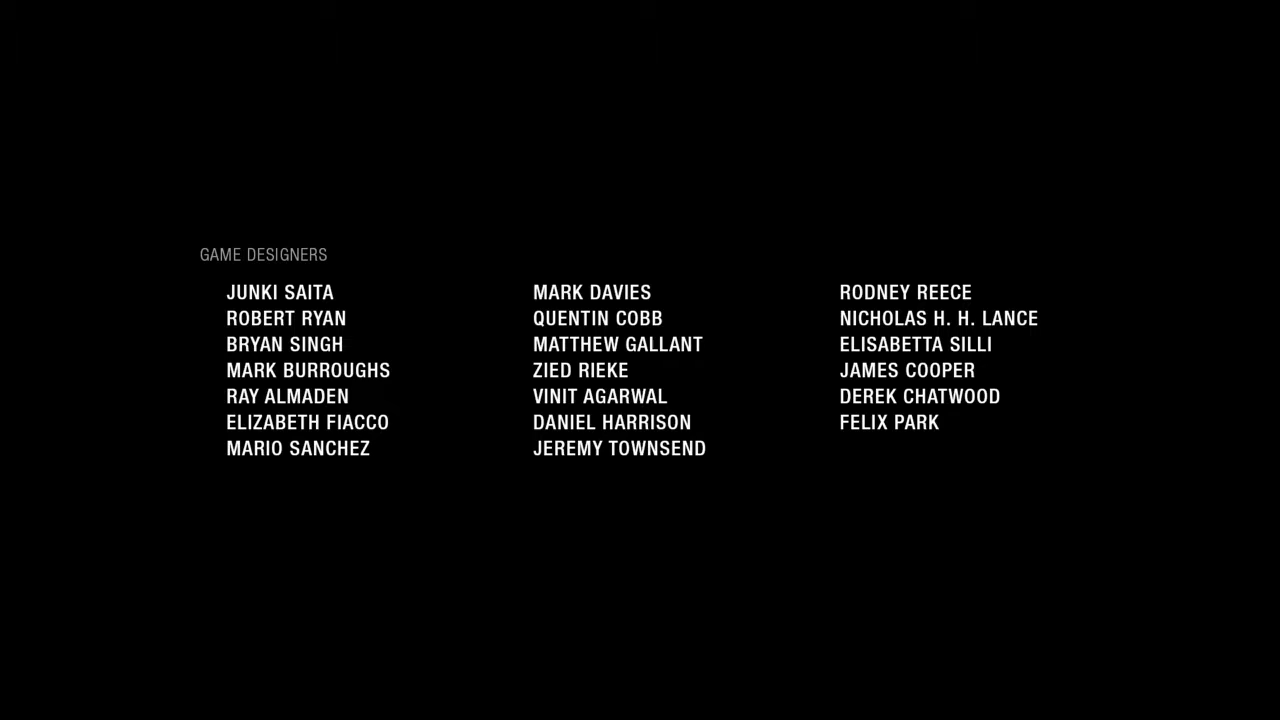 GAME DESIGNERS
JUNKI SAITA
ROBERT RYAN
BRYAN SINGH
MARK BURROUGHS
RAY ALMADEN
ELIZABETH FIACCO
MARIO SANCHEZ
MARK DAVIES
QUENTIN COBB
MATTHEW GALLANT
ZIED RIEKE
VINIT AGARWAL
DANIEL HARRISON
JEREMY TOWNSEND
RODNEY REECE
NICHOLAS H. H. LANCE
ELISABETTA SILLI
JAMES COOPER
DEREK CHATWOOD
FELIX PARK